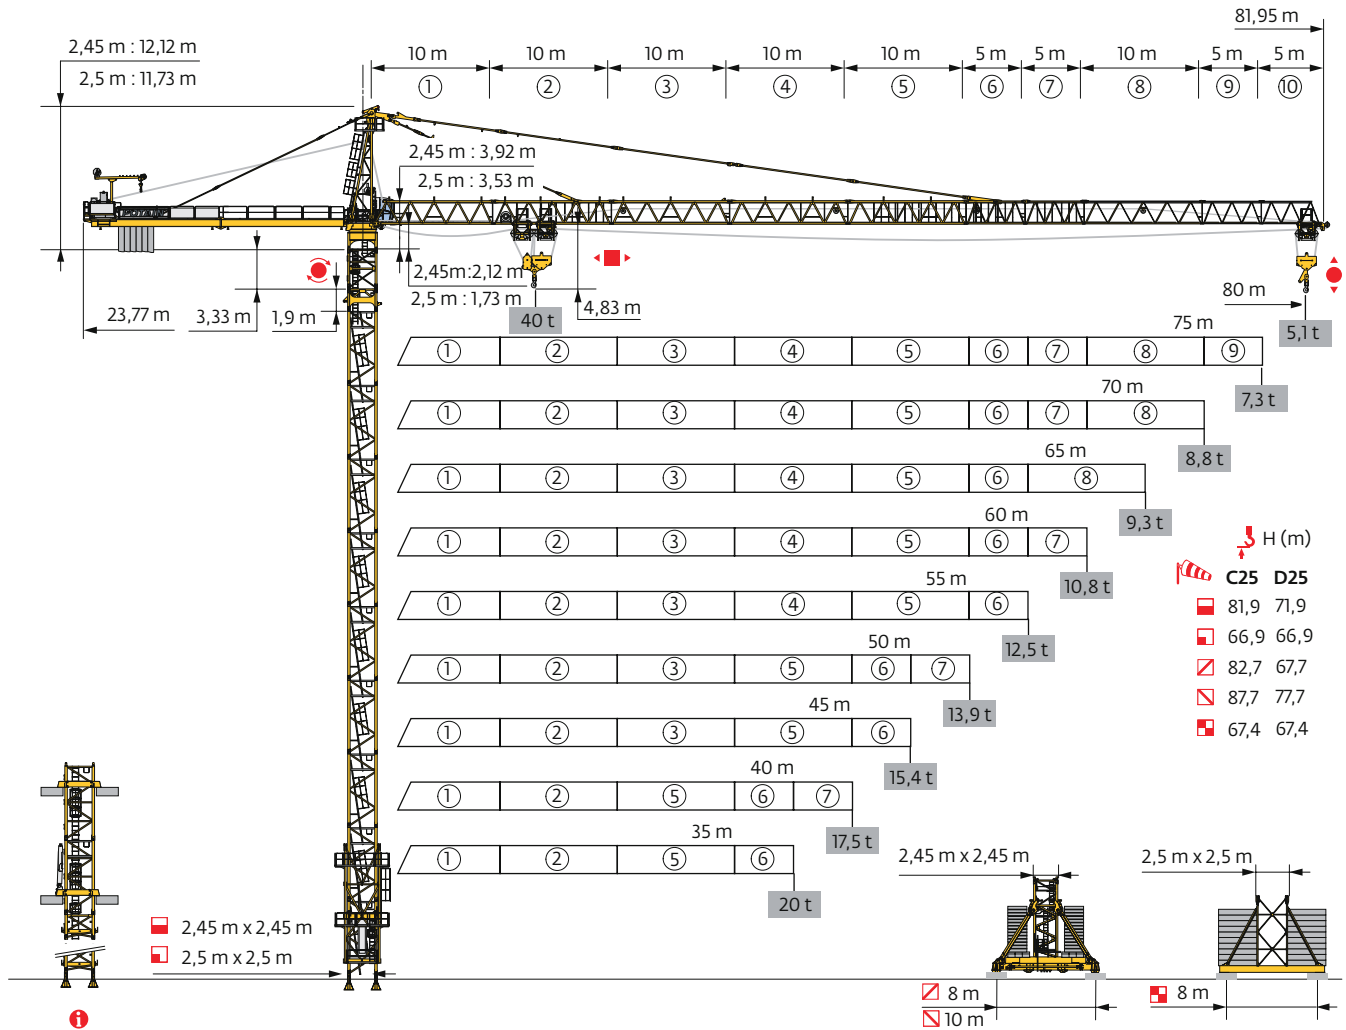 81,95 m
2,45 m : 12,12 m
2,5 m : 11,73 m
10 m 10 m 10 m 10 m 10 m 5 m 5 m 10 m 5 m 5 m
① ② ③ ④ ⑤ ⑥ ⑦ ⑧ ⑨ ⑩
2,45 m : 3,92 m
2,5 m : 3,53 m
POTAIN
2,45m:2,12 m
2,5 m : 1,73 m
23,77 m
3,33 m
1,9 m
40 t
4,83 m
80 m
5,1 t
75 m
① ② ③ ④ ⑤ ⑥ ⑦ ⑧ ⑨
7,3 t
70 m
① ② ③ ④ ⑤ ⑥ ⑦ ⑧
8,8 t
65 m
① ② ③ ④ ⑤ ⑥ ⑧
9,3 t
60 m
① ② ③ ④ ⑤ ⑥ ⑦
10,8 t
55 m
① ② ③ ④ ⑤ ⑥
12,5 t
50 m
① ② ③ ⑤ ⑥ ⑦
13,9 t
45 m
① ② ③ ⑤ ⑥
15,4 t
40 m
① ② ⑤ ⑥ ⑦
17,5 t
35 m
① ② ⑤ ⑥
20 t
H (m)
C25 D25
81,9 71,9
66,9 66,9
82,7 67,7
87,7 77,7
67,4 67,4
2,45 m x 2,45 m
2,5 m x 2,5 m
2,45 m x 2,45 m
8 m
10 m
2,5 m x 2,5 m
8 m
i